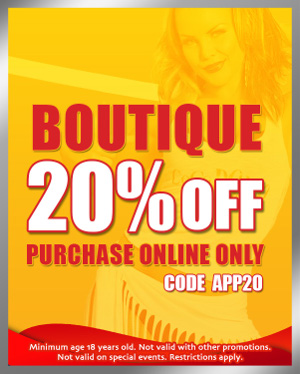 BOUTIQUE
20% OFF
PURCHASE ONLINE ONLY
CODE APP20
Minimum age 18 years old. Not valid with other promotions.
Not valid on special events. Restrictions apply.